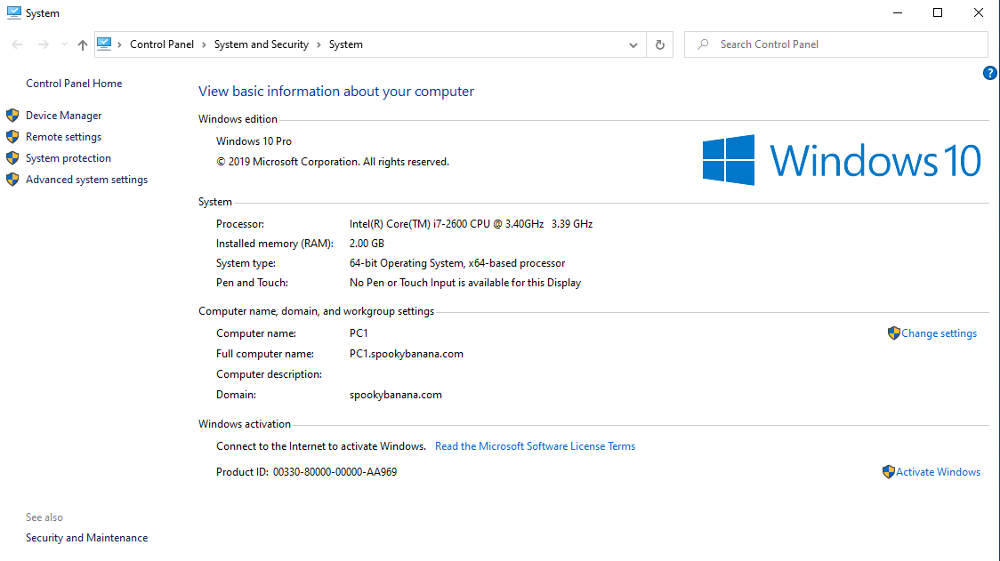 System
Control Panel › System and Security › System
Search Control Panel
?
Control Panel Home
Device Manager
Remote settings
System protection
Advanced system settings
View basic information about your computer
Windows edition
Windows 10 Pro
© 2019 Microsoft Corporation. All rights reserved.
Windows 10
System
Processor: Intel(R) Core(TM) i7-2600 CPU @ 3.40GHz 3.39 GHz
Installed memory (RAM): 2.00 GB
System type: 64-bit Operating System, x64-based processor
Pen and Touch: No Pen or Touch Input is available for this Display
Computer name, domain, and workgroup settings
Computer name: PC1
Change settings
Full computer name: PC1.spookybanana.com
Computer description:
Domain: spookybanana.com
Windows activation
Connect to the Internet to activate Windows. Read the Microsoft Software License Terms
Product ID: 00330-80000-00000-AA969
Activate Windows
See also
Security and Maintenance